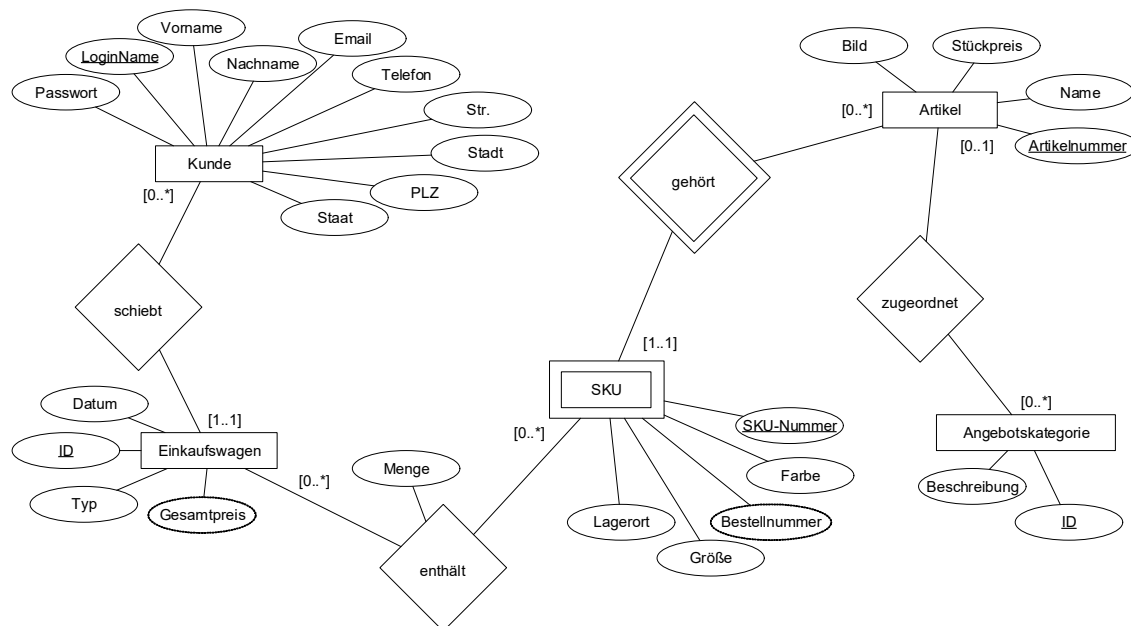 Vorname
Email
LoginName
Nachname
Passwort
Telefon
Str.
Stadt
PLZ
Staat
Kunde
[0..*]
schiebt
[1..1]
Datum
ID
Typ
Gesamtpreis
Einkaufswagen
[0..*]
Menge
enthält
[0..*]
SKU
[1..1]
SKU-Nummer
Farbe
Bestellnummer
Größe
Lagerort
gehört
[0..*]
Bild
Stückpreis
Name
Artikelnummer
Artikel
[0..1]
zugeordnet
[0..*]
Angebotskategorie
Beschreibung
ID